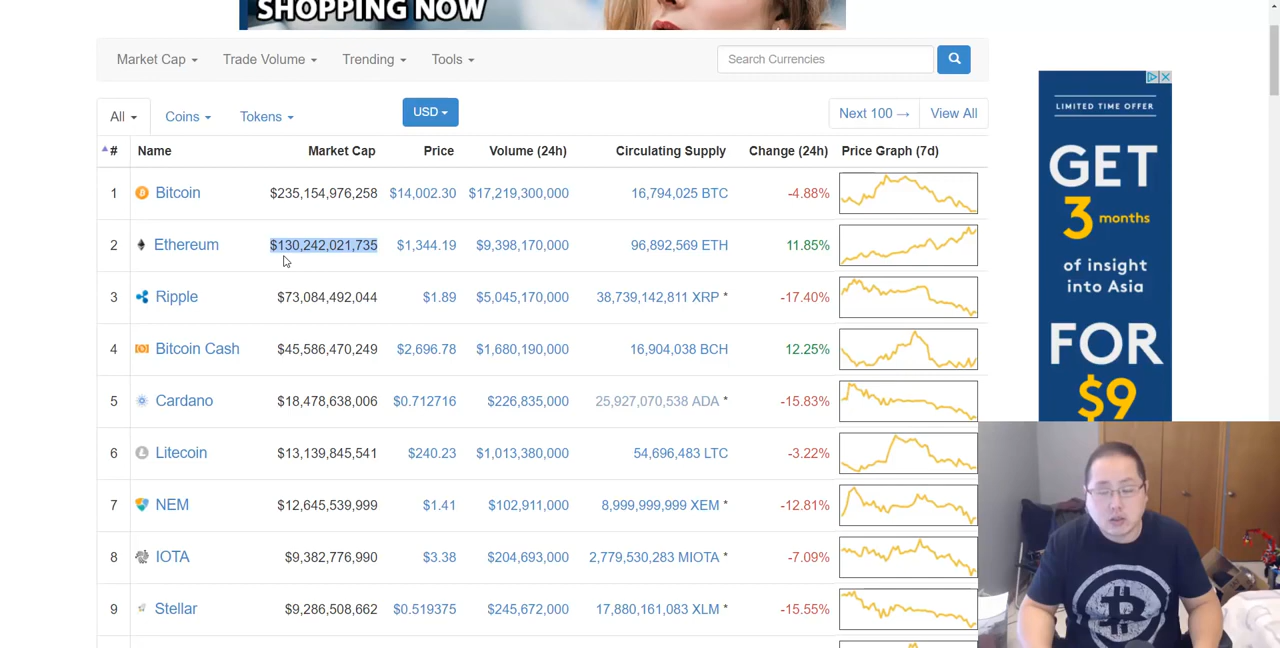 SHOPPING NOW
Market Cap Trade Volume Trending Tools Search Currencies
LIMITED TIME OFFER
GET
3 months
of insight
into Asia
FOR
$9
All Coins Tokens USD Next 100 → View All
# Name Market Cap Price Volume (24h) Circulating Supply Change (24h) Price Graph (7d)
1 Bitcoin $235,154,976,258 $14,002.30 $17,219,300,000 16,794,025 BTC -4.88%
2 Ethereum $130,242,021,735 $1,344.19 $9,398,170,000 96,892,569 ETH 11.85%
3 Ripple $73,084,492,044 $1.89 $5,045,170,000 38,739,142,811 XRP * -17.40%
4 Bitcoin Cash $45,586,470,249 $2,696.78 $1,680,190,000 16,904,038 BCH 12.25%
5 Cardano $18,478,638,006 $0.712716 $226,835,000 25,927,070,538 ADA * -15.83%
6 Litecoin $13,139,845,541 $240.23 $1,013,380,000 54,696,483 LTC -3.22%
7 NEM $12,645,539,999 $1.41 $102,911,000 8,999,999,999 XEM * -12.81%
8 IOTA $9,382,776,990 $3.38 $204,693,000 2,779,530,283 MIOTA * -7.09%
9 Stellar $9,286,508,662 $0.519375 $245,672,000 17,880,161,083 XLM * -15.55%